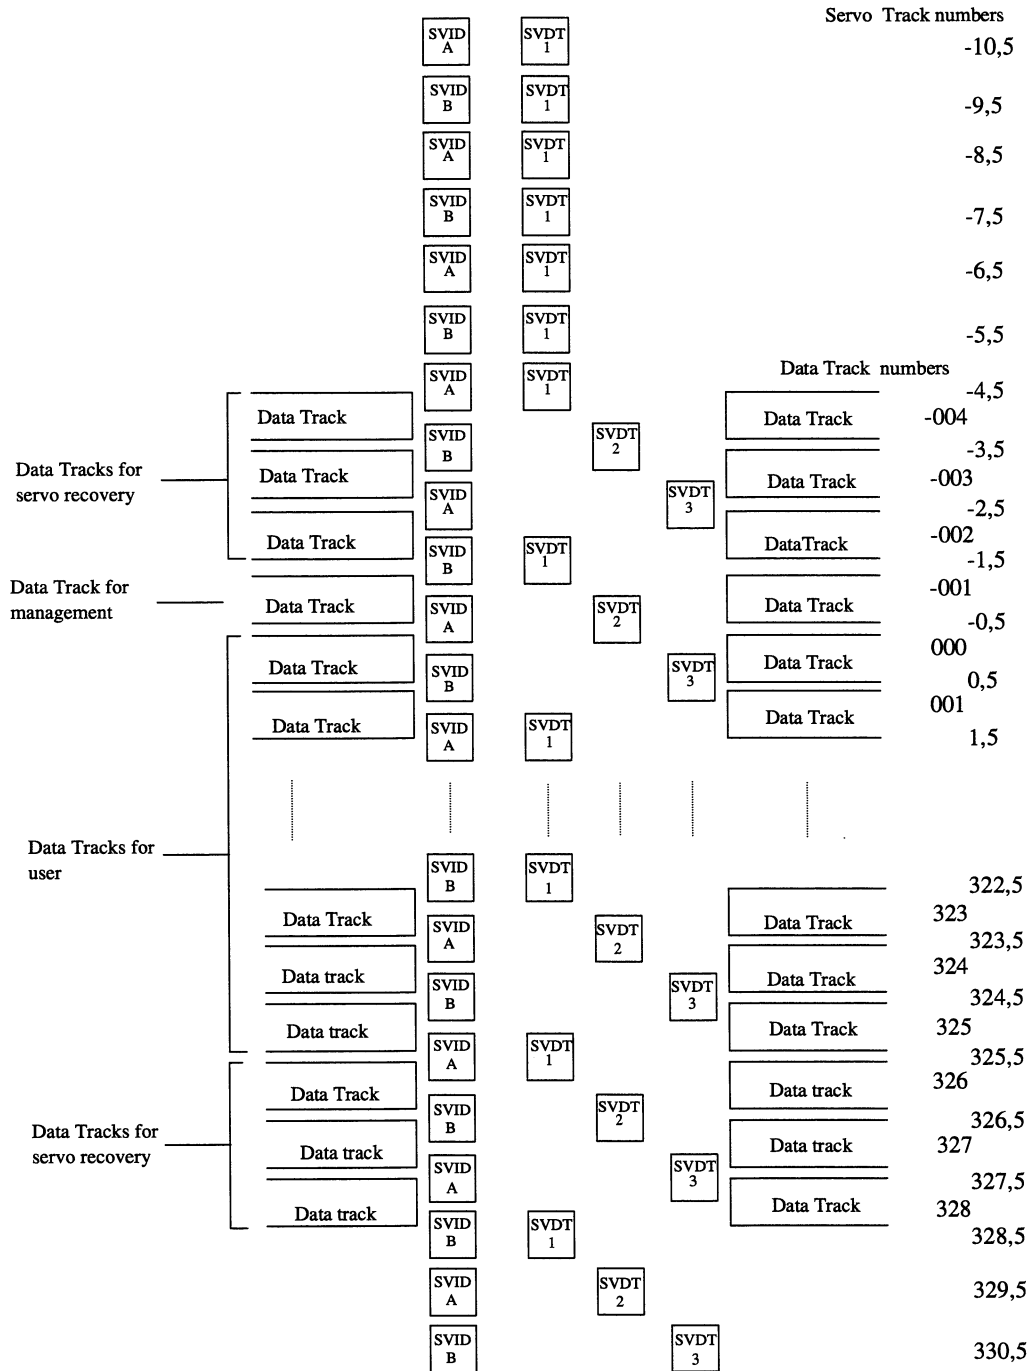 Servo Track numbers
SVID A SVDT 1 -10,5
SVID B SVDT 1 -9,5
SVID A SVDT 1 -8,5
SVID B SVDT 1 -7,5
SVID A SVDT 1 -6,5
SVID B SVDT 1 -5,5
Data Track numbers
SVID A SVDT 1 -4,5
Data Track Data Track -004
SVID B SVDT 2 -3,5
Data Tracks for servo recovery
Data Track Data Track -003
SVID A SVDT 3 -2,5
Data Track DataTrack -002
SVID B SVDT 1 -1,5
Data Track for management
Data Track Data Track -001
SVID A SVDT 2 -0,5
Data Track Data Track 000
SVID B SVDT 3 0,5
Data Track Data Track 001
SVID A SVDT 1 1,5
Data Tracks for user
SVID B SVDT 1 322,5
Data Track Data Track 323
SVID A SVDT 2 323,5
Data track Data Track 324
SVID B SVDT 3 324,5
Data track Data Track 325
SVID A SVDT 1 325,5
Data Track Data track 326
SVID B SVDT 2 326,5
Data Tracks for servo recovery
Data track Data track 327
SVID A SVDT 3 327,5
Data track Data Track 328
SVID B SVDT 1 328,5
SVID A SVDT 2 329,5
SVID B SVDT 3 330,5